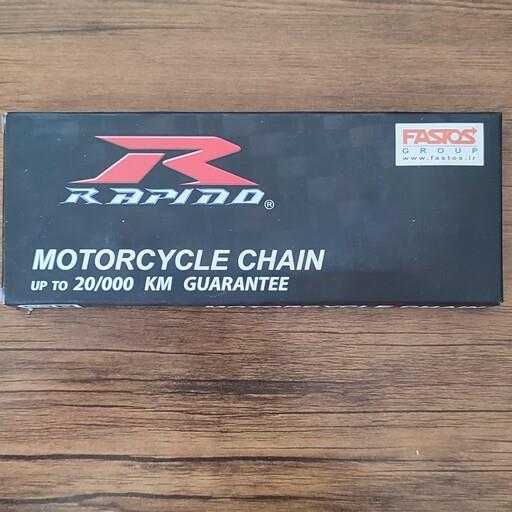 R
RAPIDO ®
FASTOS
GROUP
www.fastos.ir
MOTORCYCLE CHAIN
UP TO 20/000 KM GUARANTEE